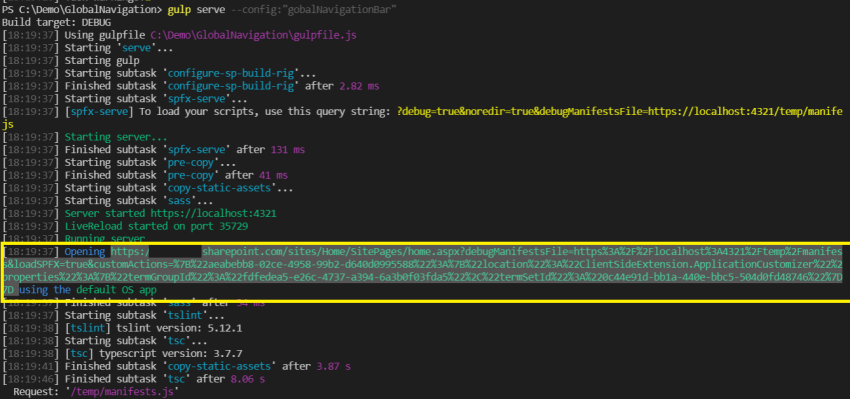 PS C:\Demo\GlobalNavigation> gulp serve --config:"gobalNavigationBar"
Build target: DEBUG
[18:19:37] Using gulpfile C:\Demo\GlobalNavigation\gulpfile.js
[18:19:37] Starting 'serve'...
[18:19:37] Starting gulp
[18:19:37] Starting subtask 'configure-sp-build-rig'...
[18:19:37] Finished subtask 'configure-sp-build-rig' after 2.82 ms
[18:19:37] Starting subtask 'spfx-serve'...
[18:19:37] [spfx-serve] To load your scripts, use this query string: ?debug=true&noredir=true&debugManifestsFile=https://localhost:4321/temp/manife
js
[18:19:37] Starting server...
[18:19:37] Finished subtask 'spfx-serve' after 131 ms
[18:19:37] Starting subtask 'pre-copy'...
[18:19:37] Finished subtask 'pre-copy' after 41 ms
[18:19:37] Starting subtask 'copy-static-assets'...
[18:19:37] Starting subtask 'sass'...
[18:19:37] Server started https://localhost:4321
[18:19:37] LiveReload started on port 35729
[18:19:37] Running server
[18:19:37] Opening https:/ sharepoint.com/sites/Home/SitePages/home.aspx?debugManifestsFile=https%3A%2F%2Flocalhost%3A4321%2Ftemp%2Fmanifes
s&loadSPFX=true&customActions=%7B%22aeabebb8-02ce-4958-99b2-d640d0995588%22%3A%7B%22location%22%3A%22ClientSideExtension.ApplicationCustomizer%22%2
properties%22%3A%7B%22termGroupId%22%3A%22fdfedea5-e26c-4737-a394-6a3b0f03fda5%22%2C%22termSetId%22%3A%220c44e91d-bb1a-440e-bbc5-504d0fd48746%22%7D
7D using the default OS app
[18:19:37] Finished subtask 'sass' after 54 ms
[18:19:37] Starting subtask 'tslint'...
[18:19:38] [tslint] tslint version: 5.12.1
[18:19:38] Starting subtask 'tsc'...
[18:19:38] [tsc] typescript version: 3.7.7
[18:19:41] Finished subtask 'copy-static-assets' after 3.87 s
[18:19:46] Finished subtask 'tsc' after 8.06 s
Request: '/temp/manifests.js'